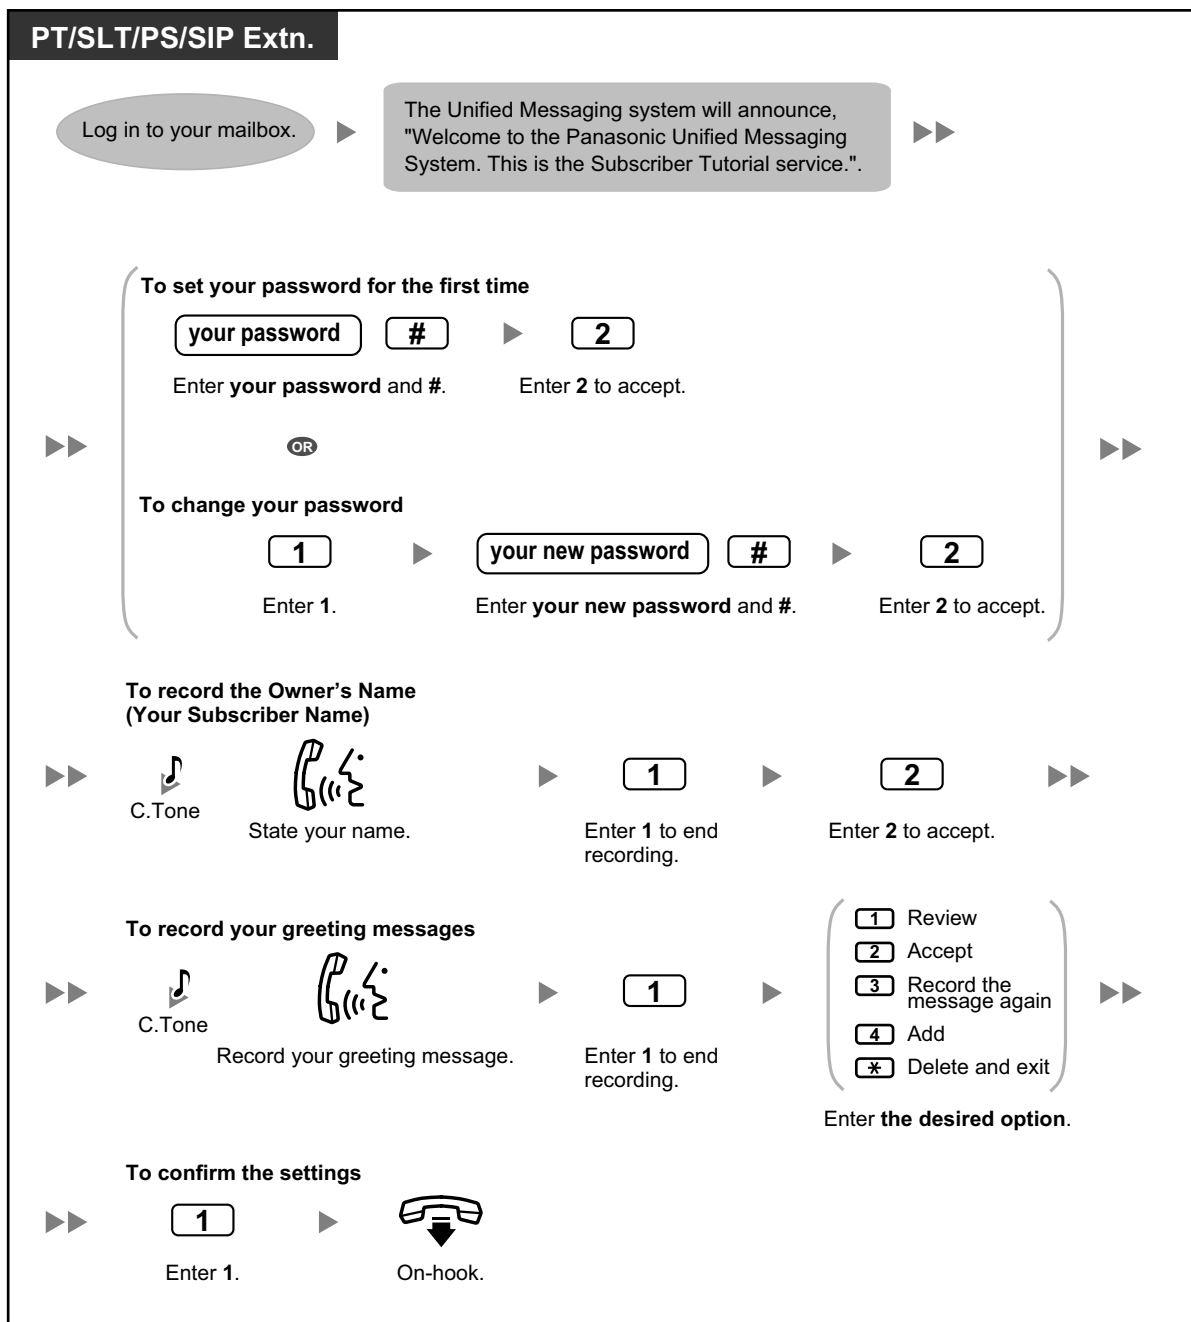 PT/SLT/PS/SIP Extn.
Log in to your mailbox.
The Unified Messaging system will announce,
"Welcome to the Panasonic Unified Messaging
System. This is the Subscriber Tutorial service.".
To set your password for the first time
your password # 2
Enter your password and #. Enter 2 to accept.
OR
To change your password
1 your new password # 2
Enter 1. Enter your new password and #. Enter 2 to accept.
To record the Owner's Name
(Your Subscriber Name)
1 2
C.Tone
State your name. Enter 1 to end
recording.
Enter 2 to accept.
To record your greeting messages
C.Tone
Record your greeting message.
1
Enter 1 to end
recording.
1 Review
2 Accept
3 Record the
message again
4 Add
* Delete and exit
Enter the desired option.
To confirm the settings
1
Enter 1. On-hook.